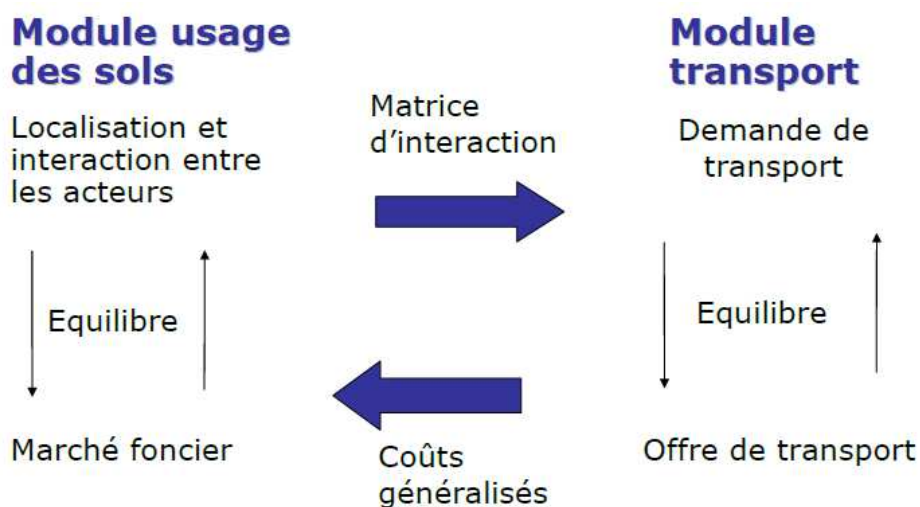 Module usage
des sols
Localisation et
interaction entre
les acteurs
Equilibre
Marché foncier
Matrice
d’interaction
Coûts
généralisés
Module
transport
Demande de
transport
Equilibre
Offre de transport